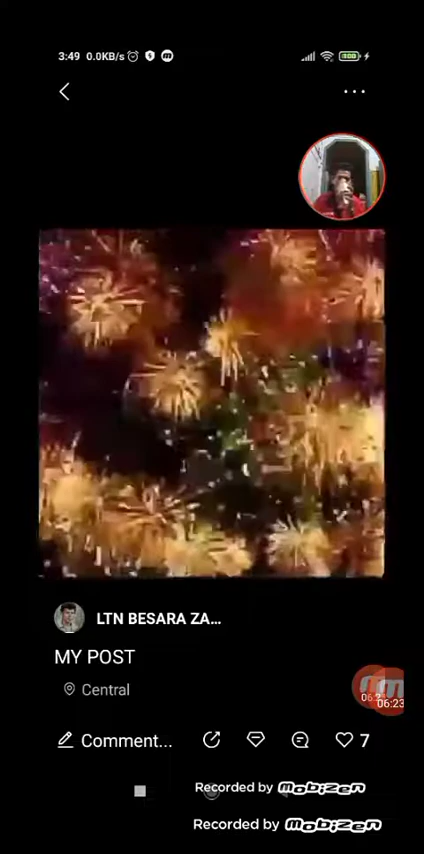 3:49 0.0KB/s
LTN BESARA ZA...
MY POST
Central
06:23
Comment...
7
Recorded by mobizen
Recorded by mobizen